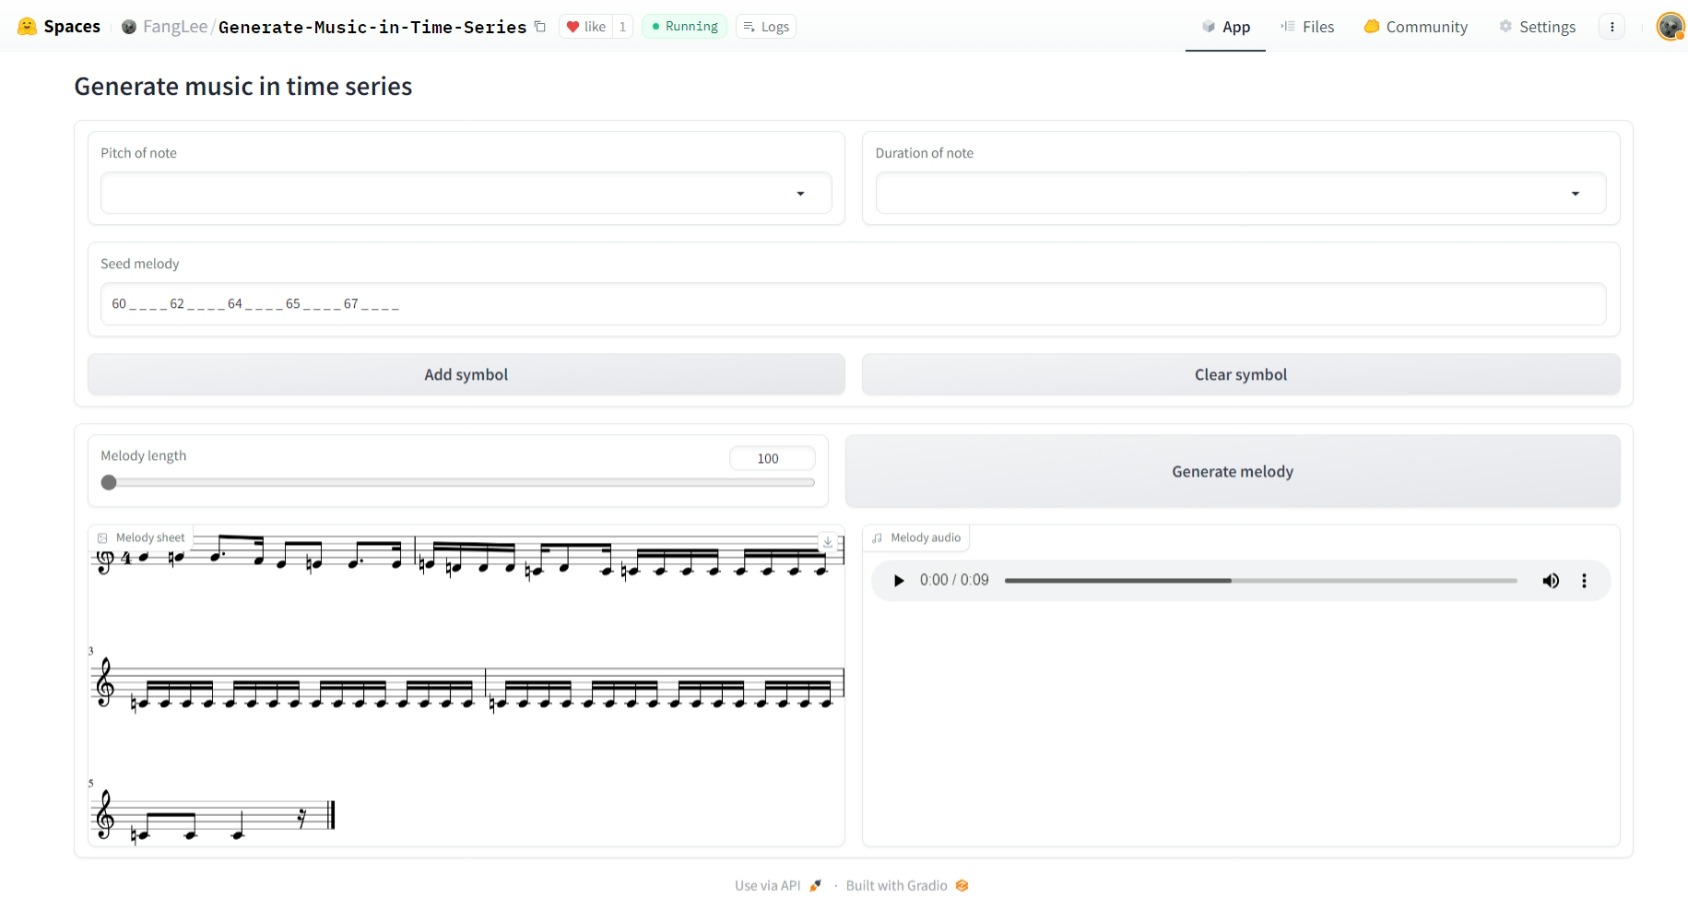 Spaces FangLee/Generate-Music-in-Time-Series like 1 Running Logs App Files Community Settings
Generate music in time series
Pitch of note
Duration of note
Seed melody
60 _ _ _ _ 62 _ _ _ _ 64 _ _ _ _ 65 _ _ _ _ 67 _ _ _ _
Add symbol
Clear symbol
Melody length
100
Generate melody
Melody sheet
4
3
5
Melody audio
0:00 / 0:09
Use via API · Built with Gradio